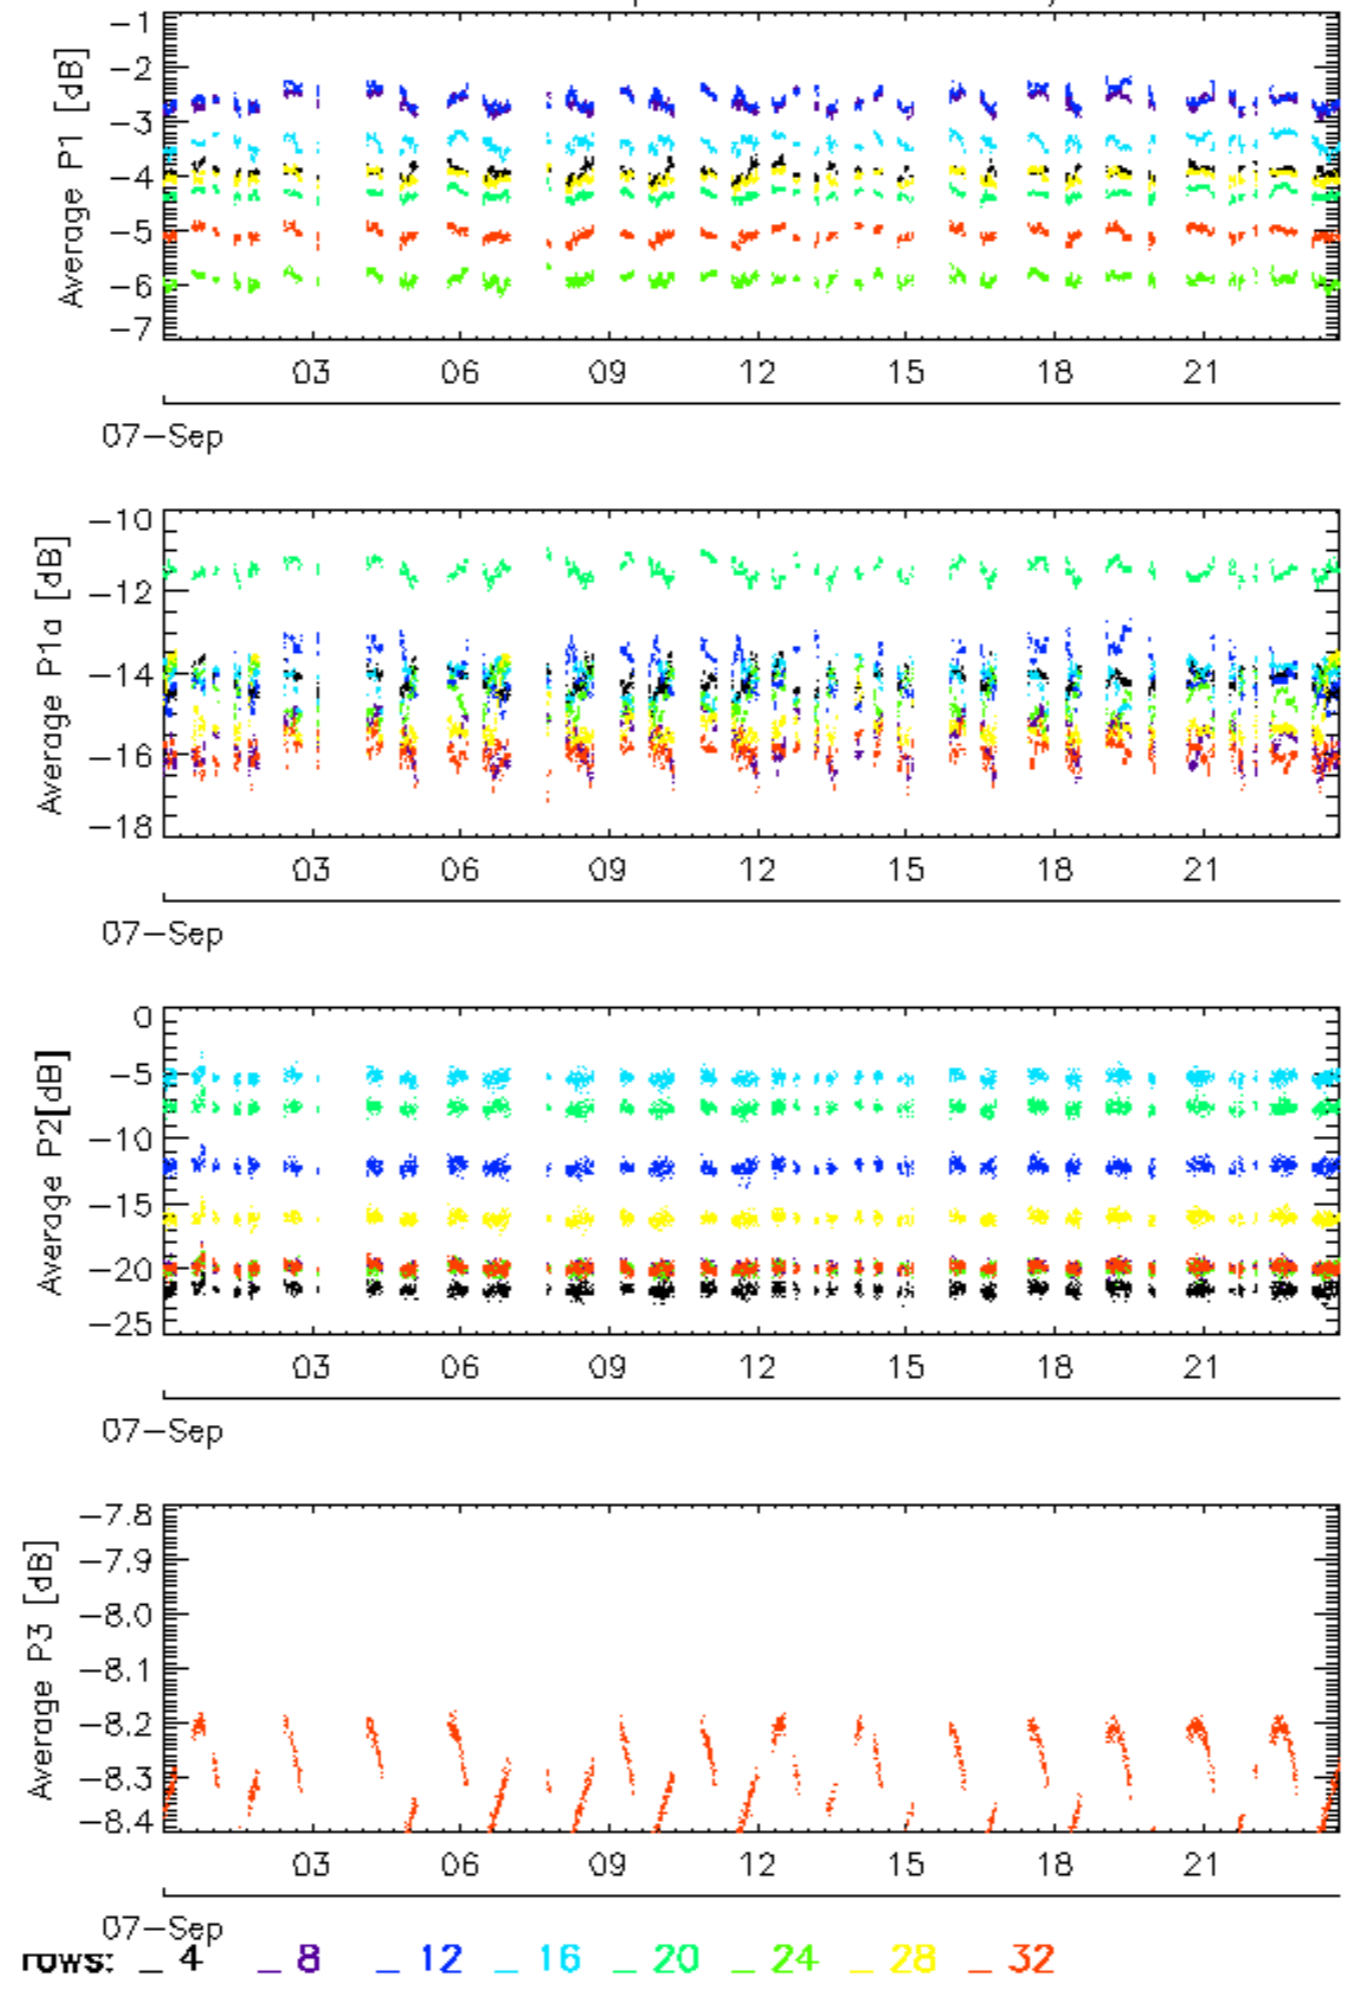 -1
-2
-3
-4
-5
-6
-7
Average P1 [dB]
03 06 09 12 15 18 21
07-Sep
-10
-12
-14
-16
-18
Average P1a [dB]
03 06 09 12 15 18 21
07-Sep
0
-5
-10
-15
-20
-25
Average P2[dB]
03 06 09 12 15 18 21
07-Sep
-7.8
-7.9
-8.0
-8.1
-8.2
-8.3
-8.4
Average P3 [dB]
03 06 09 12 15 18 21
07-Sep
rows: _ 4 _ 8 _ 12 _ 16 _ 20 _ 24 _ 28 _ 32